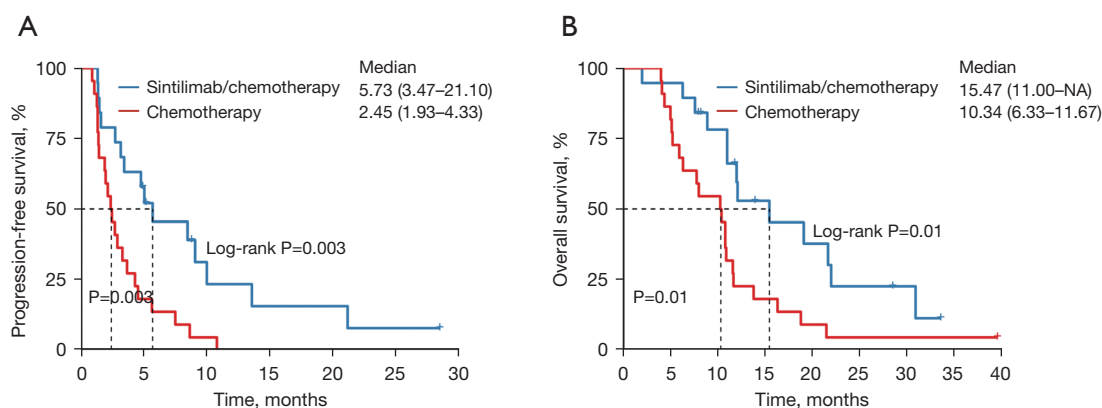 A
Median
Sintilimab/chemotherapy 5.73 (3.47–21.10)
Chemotherapy 2.45 (1.93–4.33)
Progression-free survival, %
100
75
50
25
0
Log-rank P=0.003
P=0.003
0 5 10 15 20 25 30
Time, months
B
Median
Sintilimab/chemotherapy 15.47 (11.00–NA)
Chemotherapy 10.34 (6.33–11.67)
Overall survival, %
100
75
50
25
0
Log-rank P=0.01
P=0.01
0 5 10 15 20 25 30 35 40
Time, months